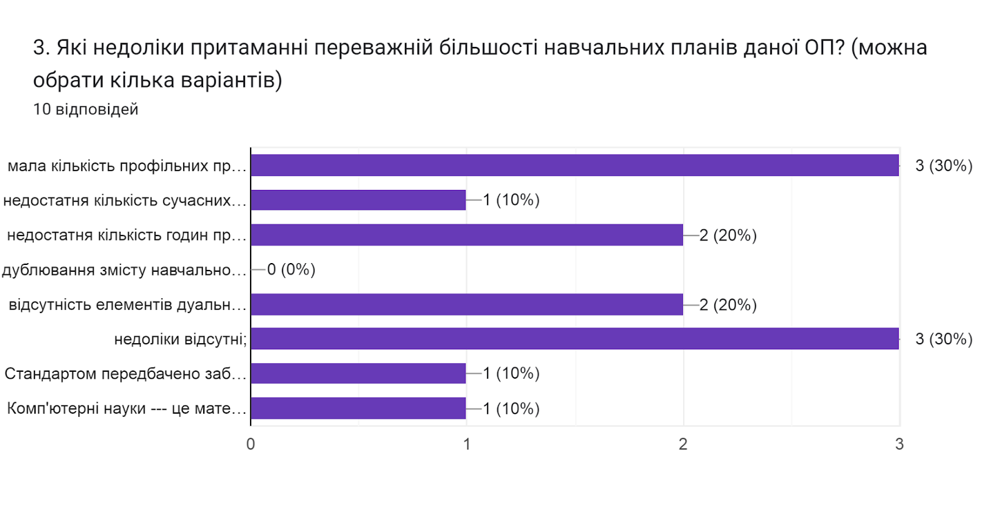 3. Які недоліки притаманні переважній більшості навчальних планів даної ОП? (можна
обрати кілька варіантів)
10 відповідей
мала кількість профільних пр… 3 (30%)
недостатня кількість сучасних… 1 (10%)
недостатня кількість годин пр… 2 (20%)
дублювання змісту навчально… 0 (0%)
відсутність елементів дуальн… 2 (20%)
недоліки відсутні; 3 (30%)
Стандартом передбачено заб… 1 (10%)
Комп'ютерні науки --- це мате… 1 (10%)
0 1 2 3